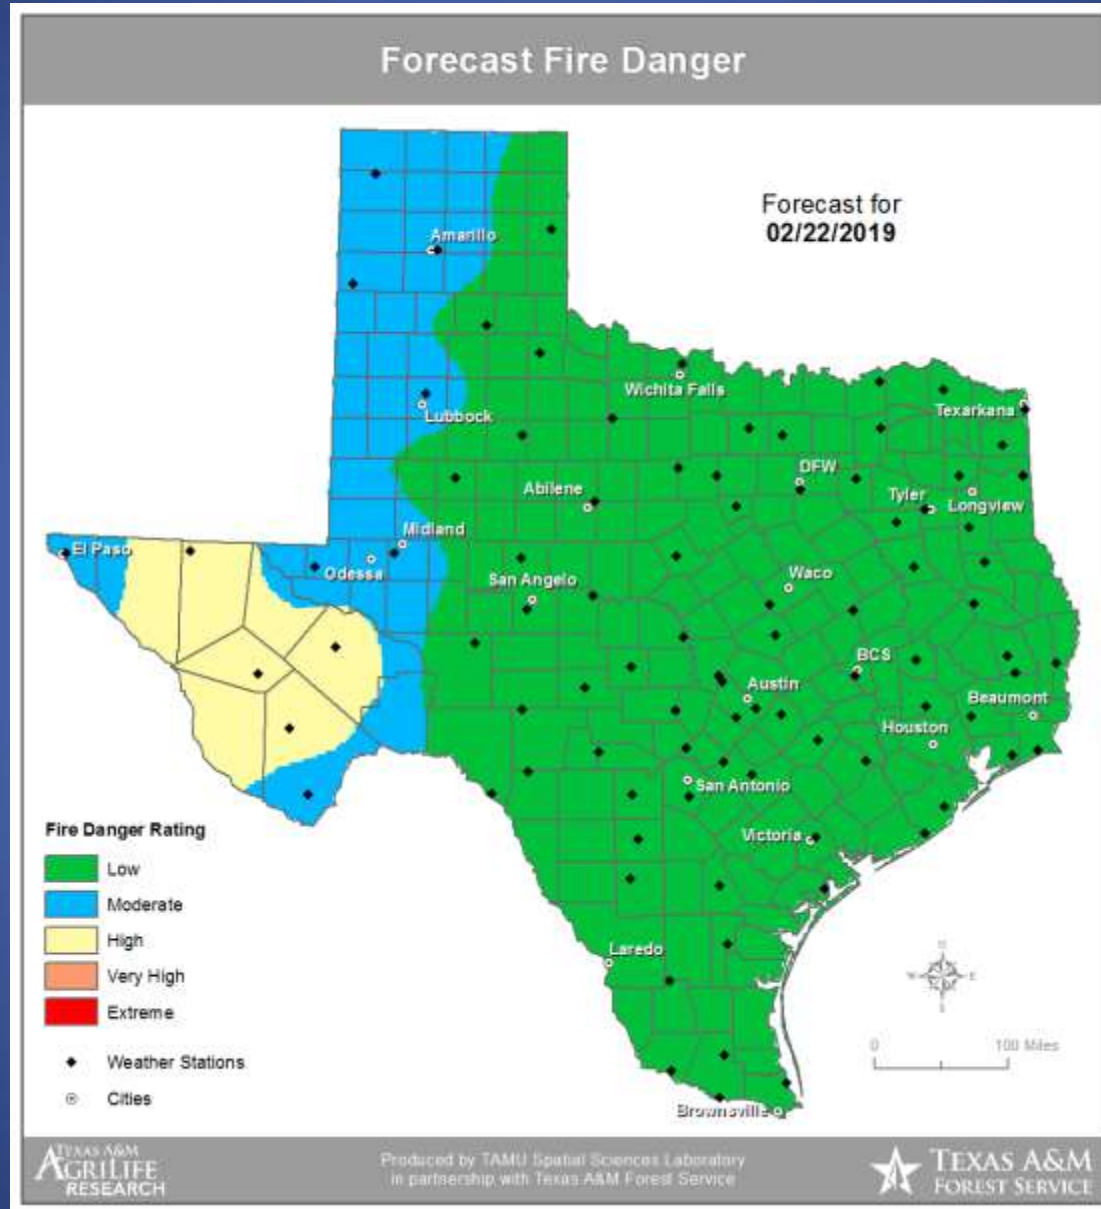 Forecast Fire Danger
Forecast for
02/22/2019
Amarillo
Wichita Falls
Lubbock
Texarkana
DFW
Abilene
Tyler
Longview
Midland
El Paso
Odessa
San Angelo
Waco
BCS
Austin
Beaumont
Houston
San Antonio
Victoria
Fire Danger Rating
Low
Moderate
High
Very High
Extreme
Laredo
N
W
E
S
0
100 Miles
Weather Stations
Cities
Brownsville
TEXAS A&M
AGRILIFE
RESEARCH
Produced by TAMU Spatial Sciences Laboratory
in partnership with Texas A&M Forest Service
TEXAS A&M
FOREST SERVICE